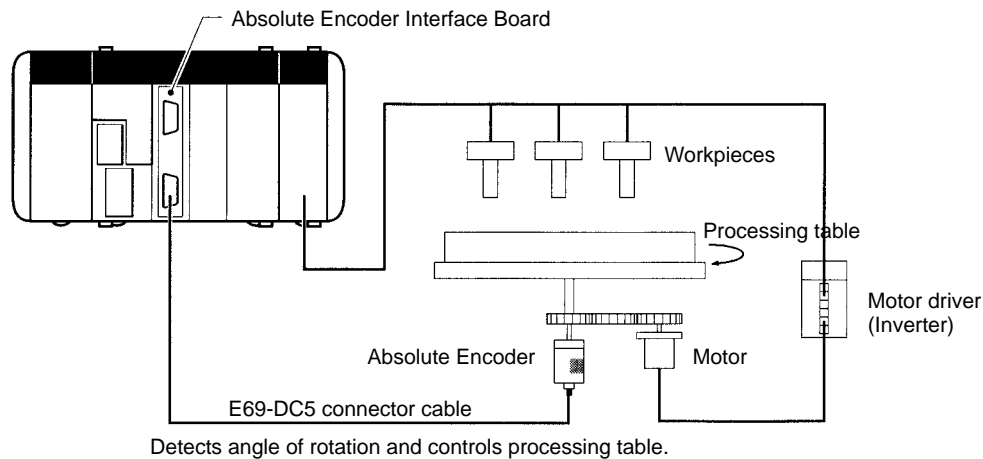 Absolute Encoder Interface Board
Workpieces
Processing table
Motor driver
(Inverter)
Absolute Encoder
Motor
E69-DC5 connector cable
Detects angle of rotation and controls processing table.